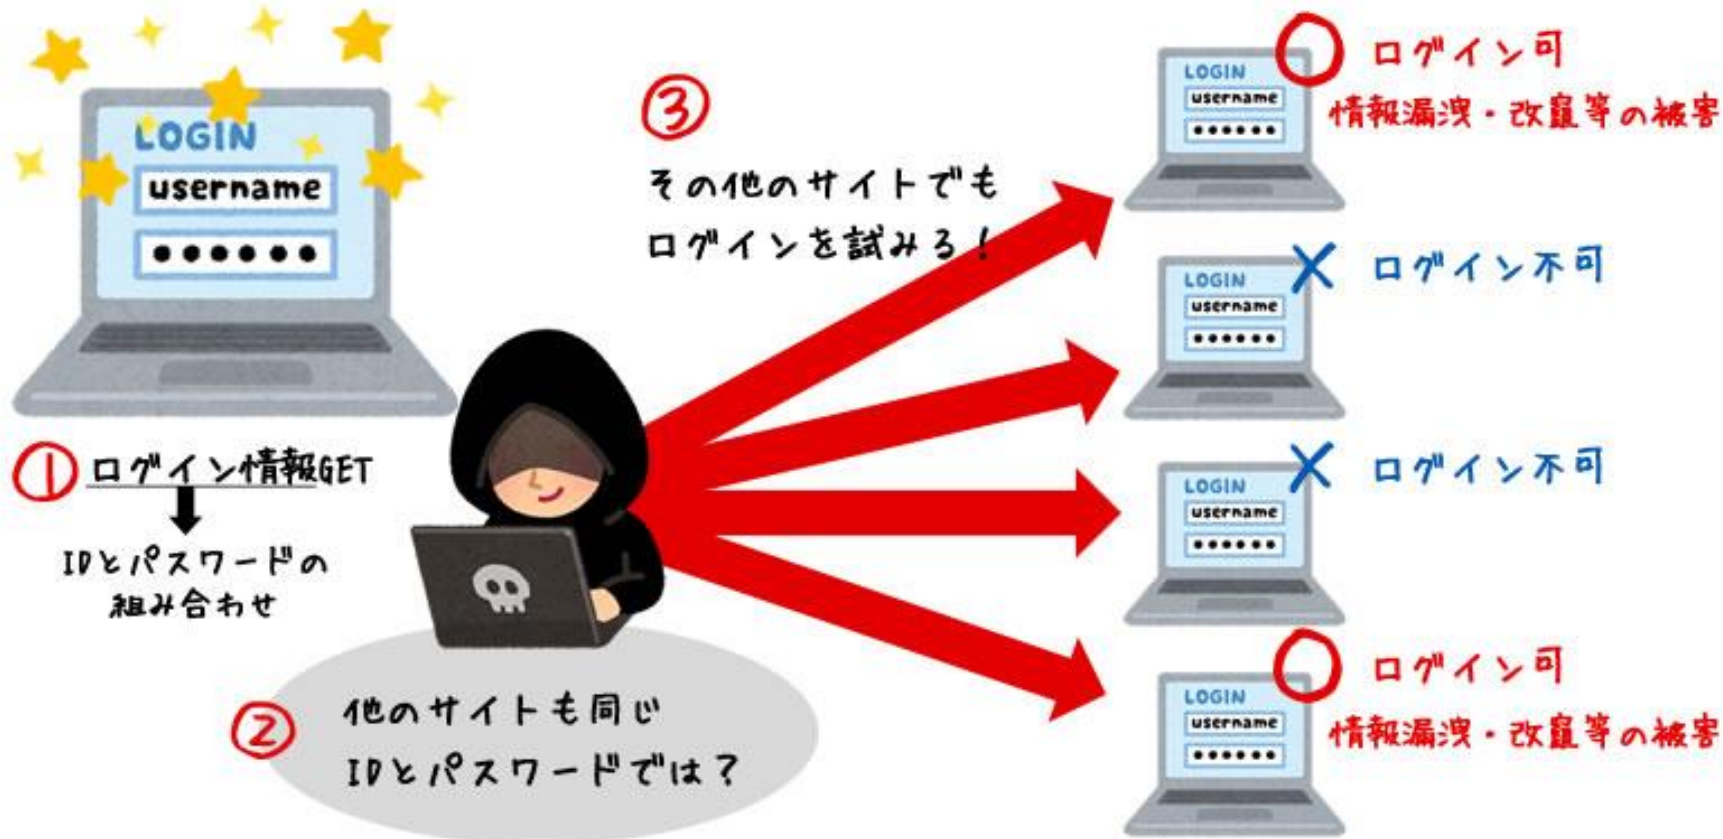 LOGIN
username
①ログイン情報GET
IDとパスワードの
組み合わせ
②
他のサイトも同じ
IDとパスワードでは？
③
その他のサイトでも
ログインを試みる！
LOGIN
username
ログイン可
情報漏洩・改竄等の被害
LOGIN
username
ログイン不可
LOGIN
username
ログイン不可
LOGIN
username
ログイン可
情報漏洩・改竄等の被害